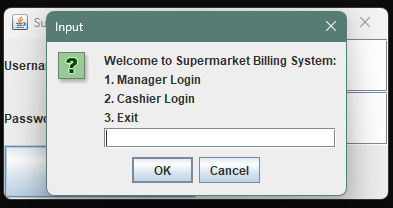 Input
Welcome to Supermarket Billing System:
1. Manager Login
2. Cashier Login
3. Exit
OK
Cancel